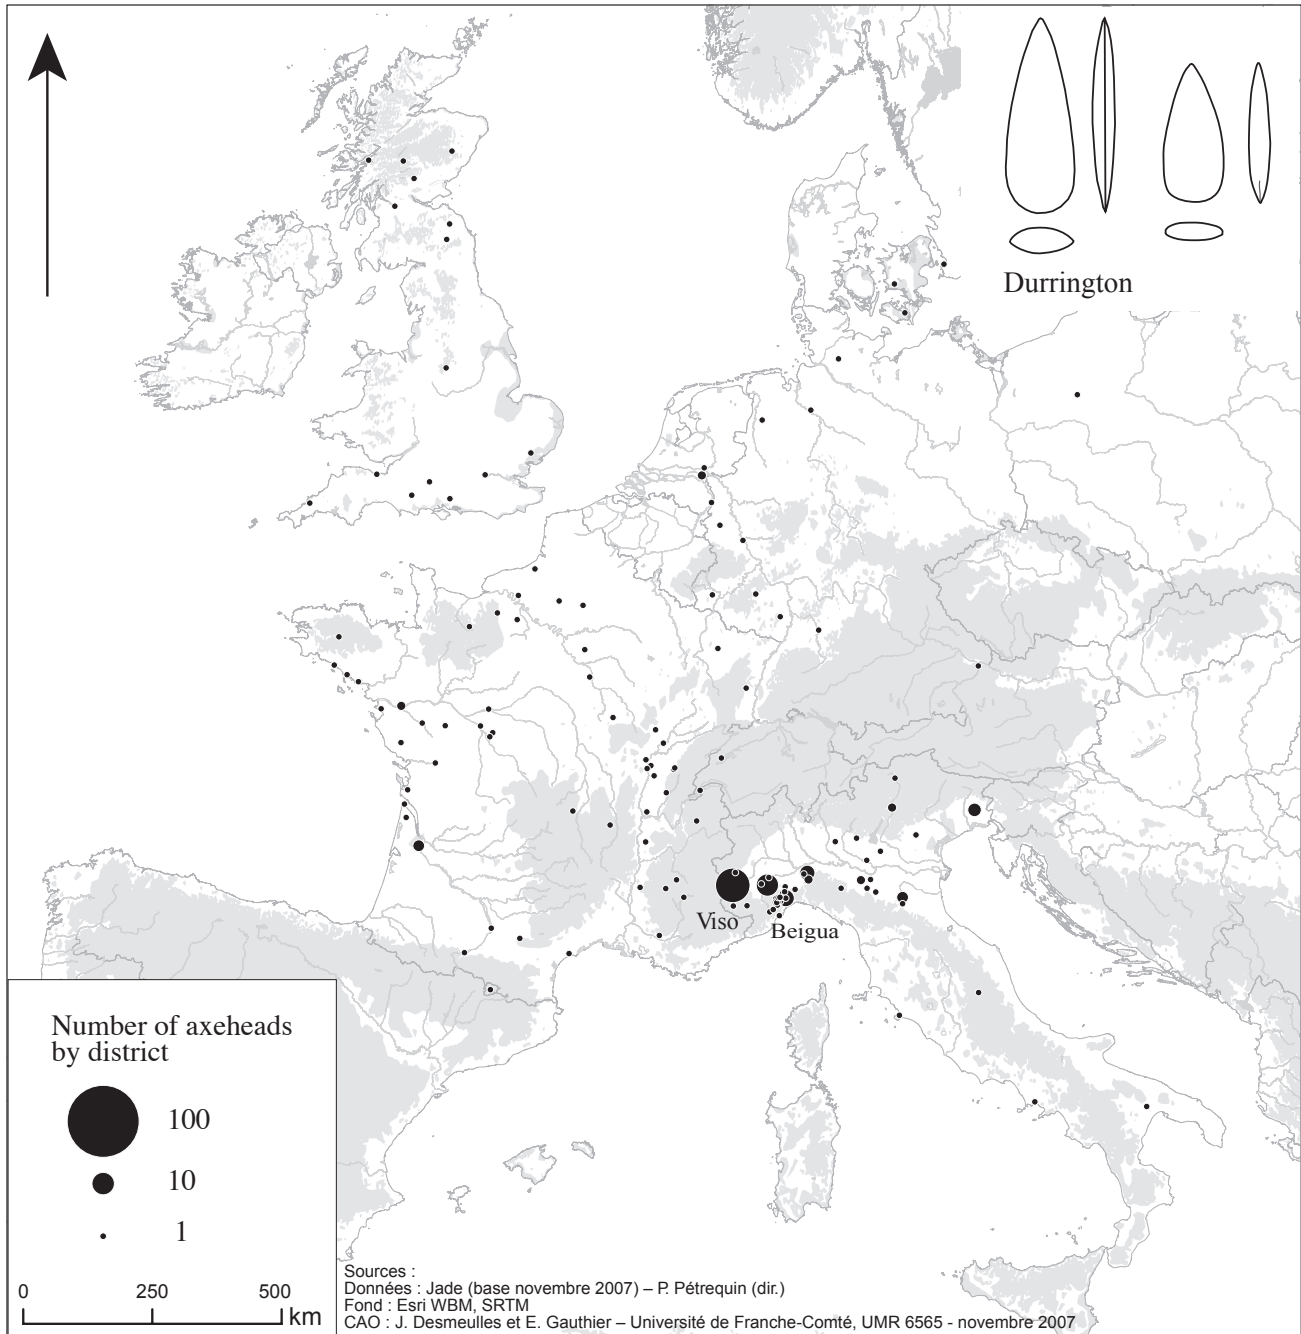 Durrington
Viso
Beigua
Number of axeheads
by district
100
10
1
0 250 500
km
Sources :
Données : Jade (base novembre 2007) – P. Pétrequin (dir.)
Fond : Esri WBM, SRTM
CAO : J. Desmeulles et E. Gauthier – Université de Franche-Comté, UMR 6565 - novembre 2007